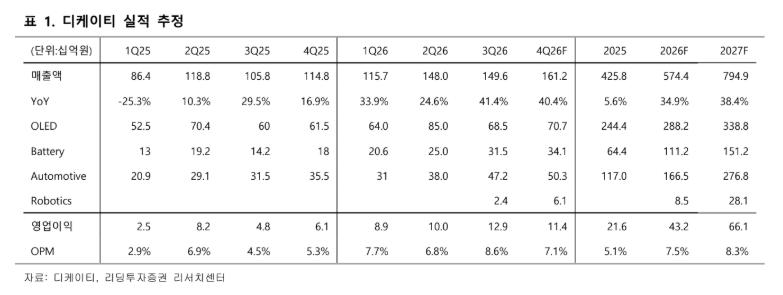 표 1. 디케이티 실적 추정
(단위:십억원) 1Q25 2Q25 3Q25 4Q25 1Q26 2Q26 3Q26 4Q26F 2025 2026F 2027F
매출액 86.4 118.8 105.8 114.8 115.7 148.0 149.6 161.2 425.8 574.4 794.9
YoY -25.3% 10.3% 29.5% 16.9% 33.9% 24.6% 41.4% 40.4% 5.6% 34.9% 38.4%
OLED 52.5 70.4 60 61.5 64.0 85.0 68.5 70.7 244.4 288.2 338.8
Battery 13 19.2 14.2 18 20.6 25.0 31.5 34.1 64.4 111.2 151.2
Automotive 20.9 29.1 31.5 35.5 31 38.0 47.2 50.3 117.0 166.5 276.8
Robotics 2.4 6.1 8.5 28.1
영업이익 2.5 8.2 4.8 6.1 8.9 10.0 12.9 11.4 21.6 43.2 66.1
OPM 2.9% 6.9% 4.5% 5.3% 7.7% 6.8% 8.6% 7.1% 5.1% 7.5% 8.3%
자료: 디케이티, 리딩투자증권 리서치센터